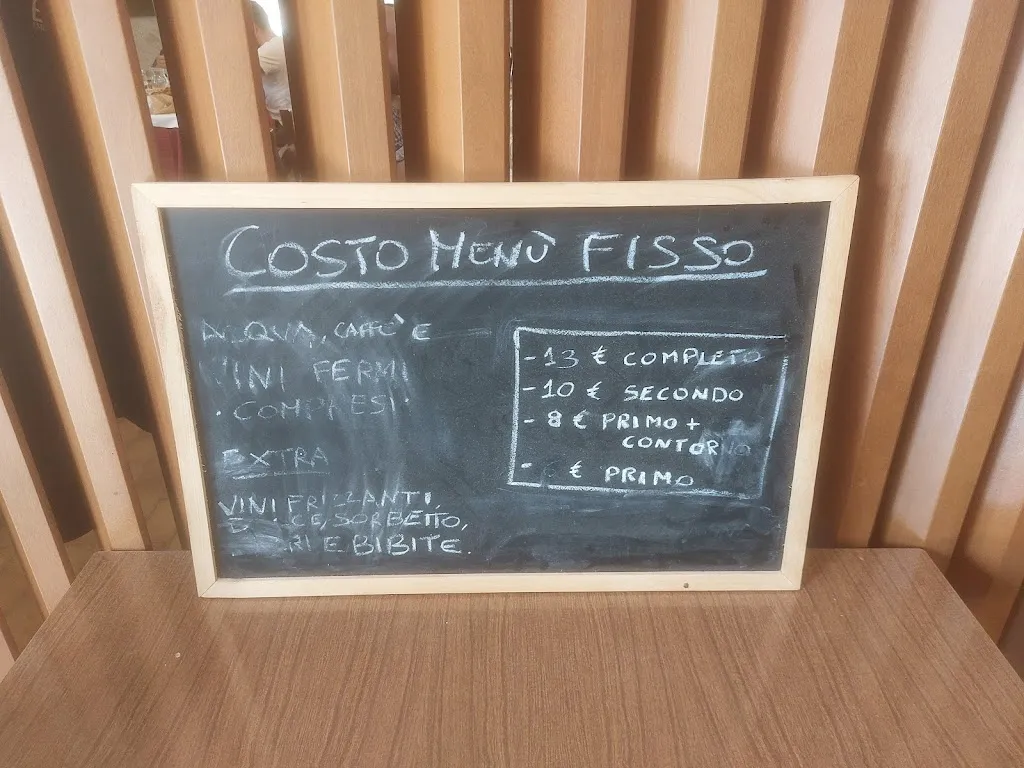 COSTO MENÙ FISSO
ACQUA, CAFFÈ E
VINI FERMI
COMPRESI
EXTRA
VINI FRIZZANTI,
SORBETTO,
E BIBITE.
- 13 € COMPLETO
- 10 € SECONDO
- 8 € PRIMO +
CONTORNO
- € PRIMO